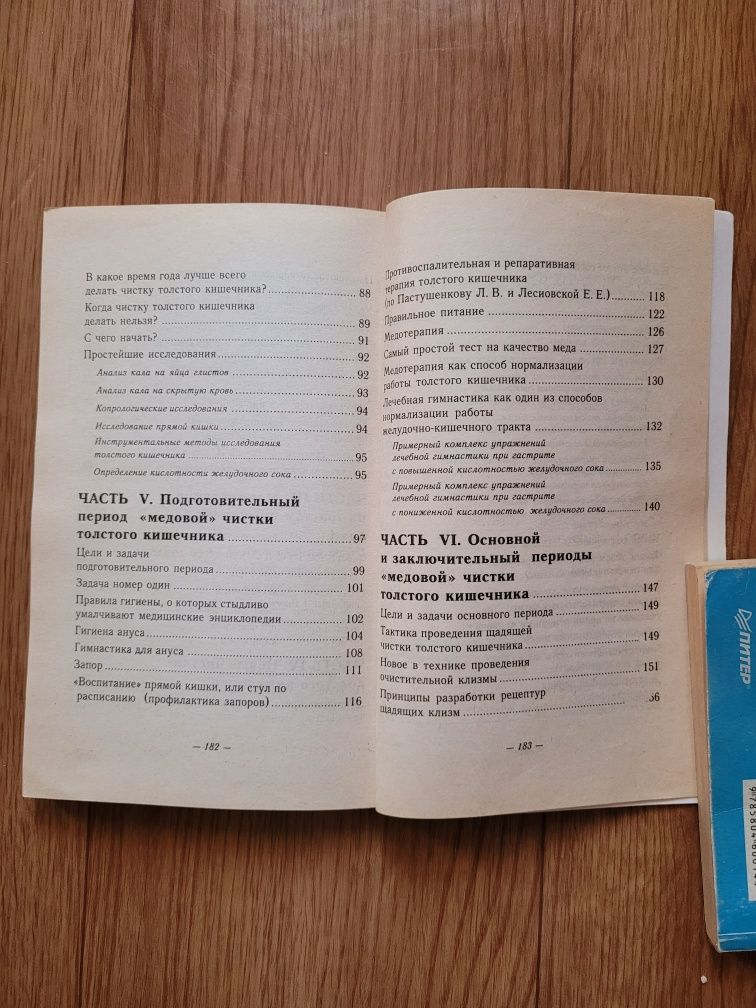 В какое время года лучше всего
делать чистку толстого кишечника?.......................... 88
Когда чистку толстого кишечника
делать нельзя? ........................................................ 89
С чего начать? ........................................................ 91
Простейшие исследования ........................................ 92
Анализ кала на яйца глистов ................................ 92
Анализ кала на скрытую кровь ............................. 93
Копрологические исследования ............................. 94
Исследование прямой кишки ................................. 94
Инструментальные методы исследования
толстого кишечника ............................................. 95
Определение кислотности желудочного сока ........... 95
ЧАСТЬ V. Подготовительный
период «медовой» чистки
толстого кишечника ............................ 97
Цели и задачи
подготовительного периода ...................................... 99
Задача номер один ................................................ 101
Правила гигиены, о которых стыдливо
умалчивают медицинские энциклопедии .................. 102
Гигиена ануса ........................................................ 104
Гимнастика для ануса ............................................ 108
Запор ................................................................... 111
«Воспитание» прямой кишки, или стул по
расписанию (профилактика запоров) ....................... 116
— 182 —
Противоспалительная и репаративная
терапия толстого кишечника
(по Пастушенкову Л. В. и Лесиовской Е. Е.) ........... 118
Правильное питание .............................................. 122
Медотерапия ......................................................... 126
Самый простой тест на качество меда .................... 127
Медотерапия как способ нормализации
работы толстого кишечника ................................... 130
Лечебная гимнастика как один из способов
нормализации работы
желудочно-кишечного тракта ................................. 132
Примерный комплекс упражнений
лечебной гимнастики при гастрите
с повышенной кислотностью желудочного сока ............. 135
Примерный комплекс упражнений
лечебной гимнастики при гастрите
с пониженной кислотностью желудочного сока ............. 140
ЧАСТЬ VI. Основной
и заключительный периоды
«медовой» чистки
толстого кишечника ............................ 147
Цели и задачи основного периода .......................... 149
Тактика проведения щадящей
чистки толстого кишечника .................................... 149
Новое в технике проведения
очистительной клизмы ........................................... 151
Принципы разработки рецептур
щадящих клизм .....................................................
— 183 —
ПИТЕР